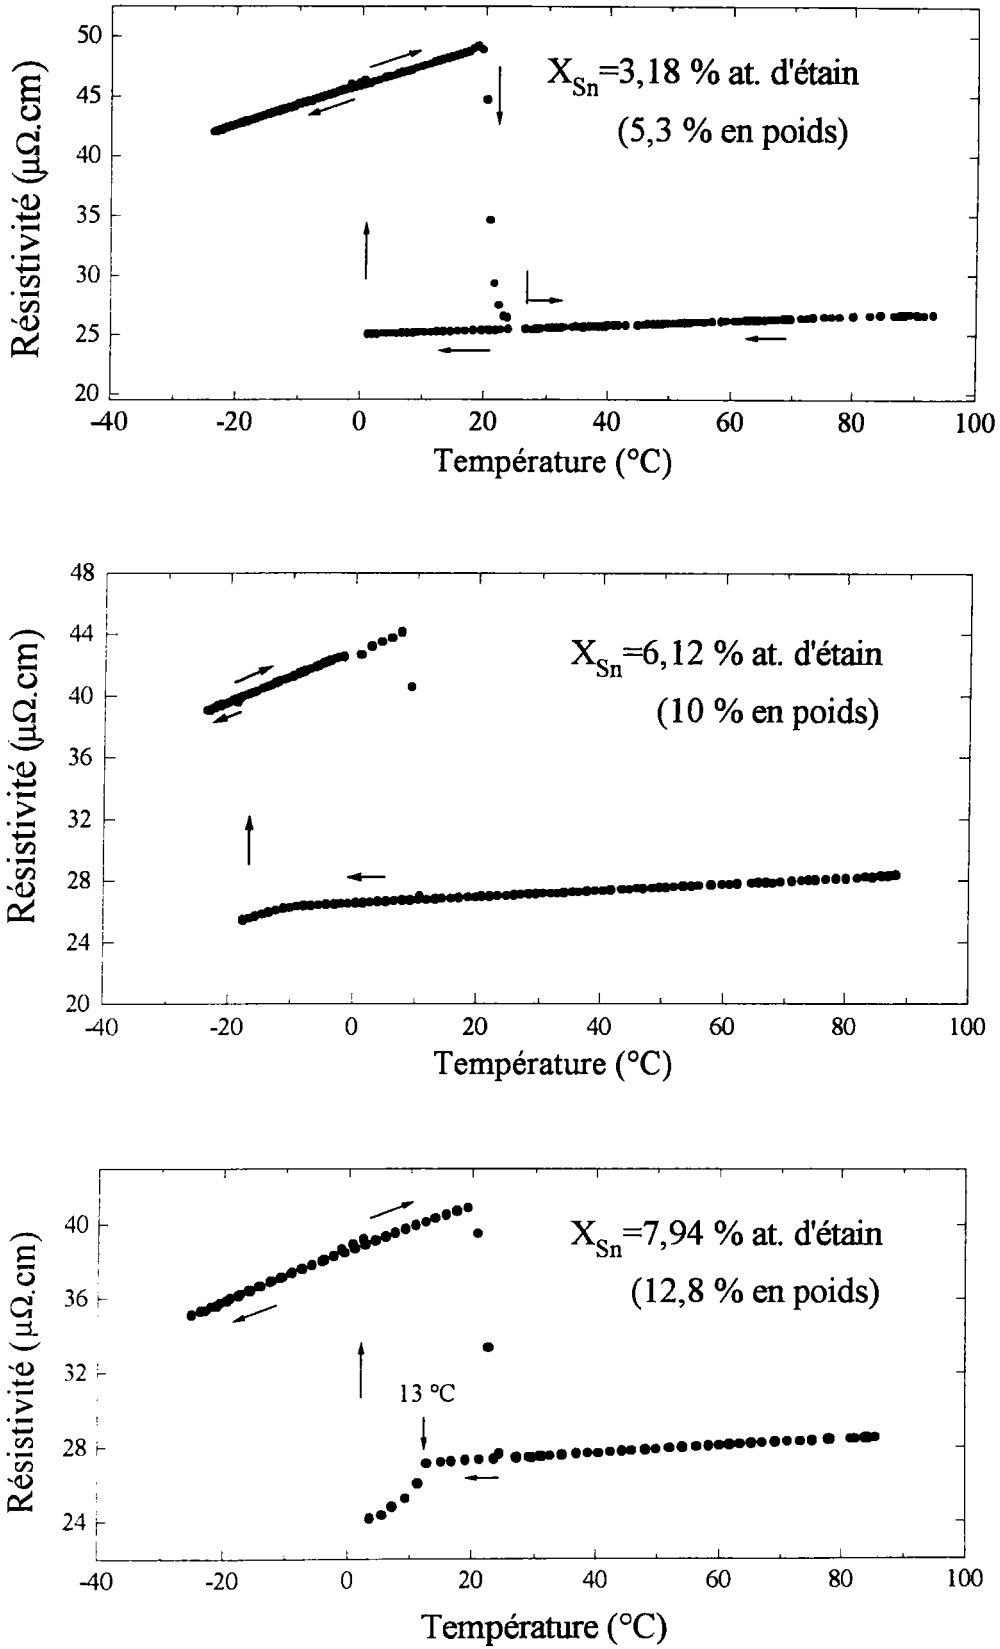 50
45
40
35
30
25
20
Résistivité (μΩ.cm)
X_Sn=3,18 % at. d'étain
(5,3 % en poids)
-40 -20 0 20 40 60 80 100
Température (°C)
48
44
40
36
32
28
24
20
Résistivité (μΩ.cm)
X_Sn=6,12 % at. d'étain
(10 % en poids)
-40 -20 0 20 40 60 80 100
Température (°C)
40
36
32
28
24
Résistivité (μΩ.cm)
X_Sn=7,94 % at. d'étain
(12,8 % en poids)
13 °C
-40 -20 0 20 40 60 80 100
Température (°C)